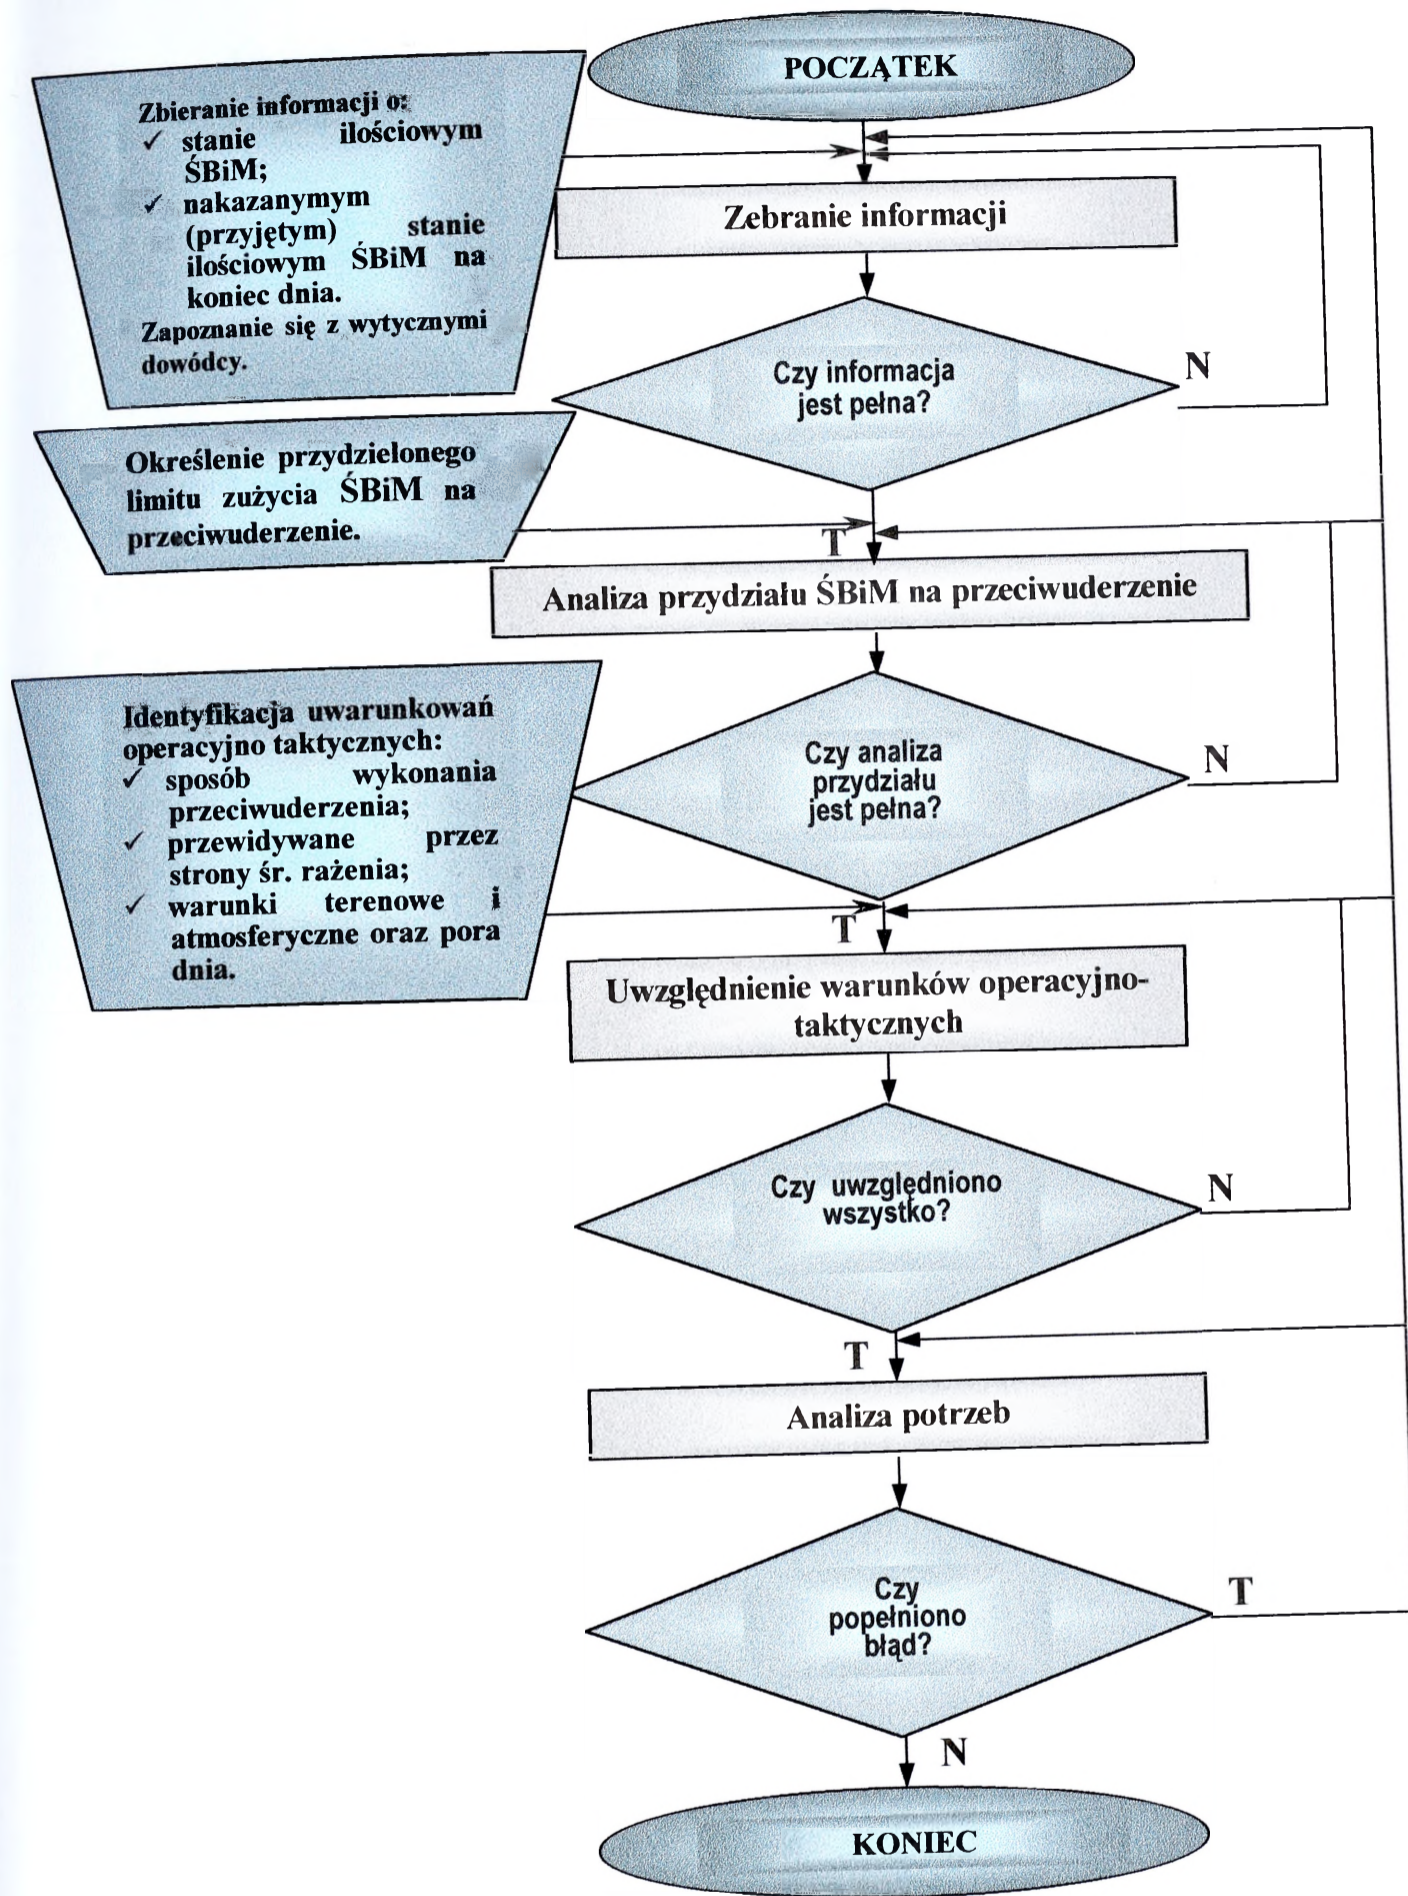 POCZĄTEK
Zbieranie informacji o:
✓ stanie ilościowym
ŚBiM;
✓ nakazanymym
(przyjętym) stanie
ilościowym ŚBiM na
koniec dnia.
Zapoznanie się z wytycznymi
dowódcy.
Zebranie informacji
Czy informacja
jest pełna?
N
Określenie przydzielonego
limitu zużycia ŚBiM na
przeciwuderzenie.
T
Analiza przydziału ŚBiM na przeciwuderzenie
Identyfikacja uwarunkowań
operacyjno taktycznych:
✓ sposób wykonania
przeciwuderzenia;
✓ przewidywane przez
strony śr. rażenia;
✓ warunki terenowe i
atmosferyczne oraz pora
dnia.
Czy analiza
przydziału
jest pełna?
N
T
Uwzględnienie warunków operacyjno-
taktycznych
Czy uwzględniono
wszystko?
N
T
Analiza potrzeb
Czy
popełniono
błąd?
T
N
KONIEC